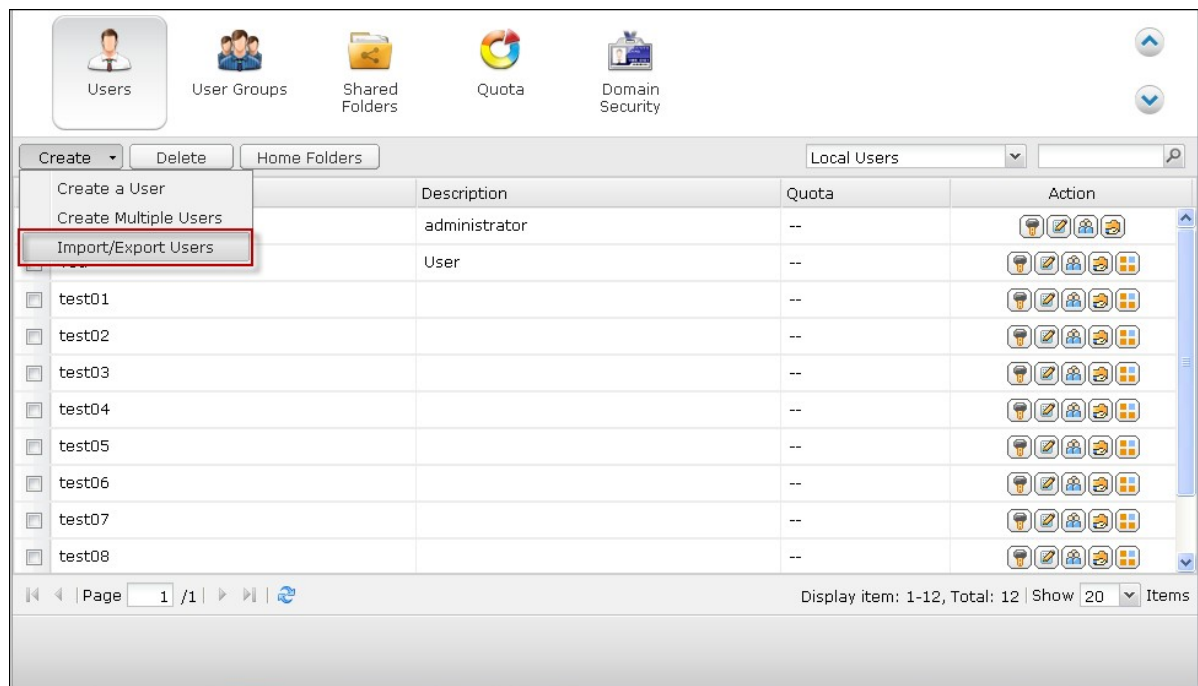 Users
User Groups
Shared
Folders
Quota
Domain
Security
Create
Delete
Home Folders
Local Users
Create a User
Create Multiple Users
Import/Export Users
Description
Quota
Action
administrator
--
User
--
test01
--
test02
--
test03
--
test04
--
test05
--
test06
--
test07
--
test08
--
Page 1 /1
Display item: 1-12, Total: 12 Show 20 Items